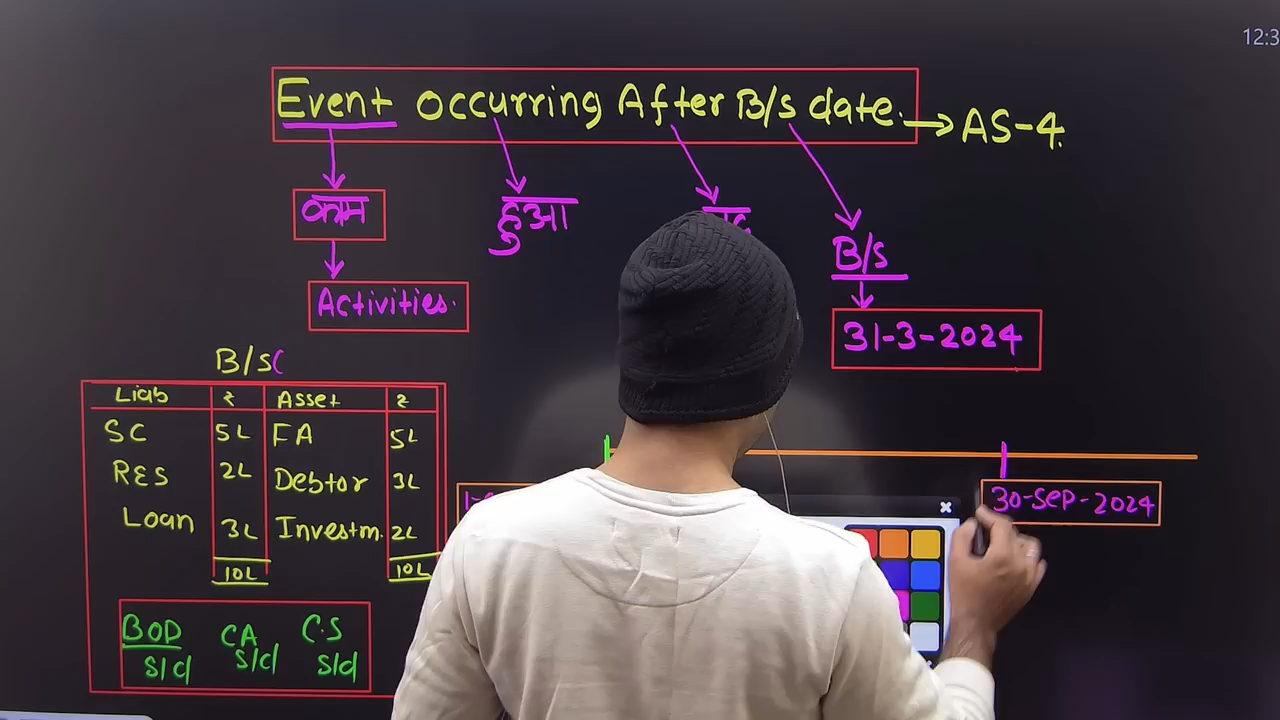 12:3
Event occurring After B/s date. → AS-4.
काम हुआ
B/S
Activities.
31-3-2024
B/S(
Liab ₹ Asset ₹
SC 5L FA 5L
R&S 2L Debtor 3L
Loan 3L Investm. 2L
10L 10L
30-Sep-2024
BOD CA C.S
s/d s/d s/d